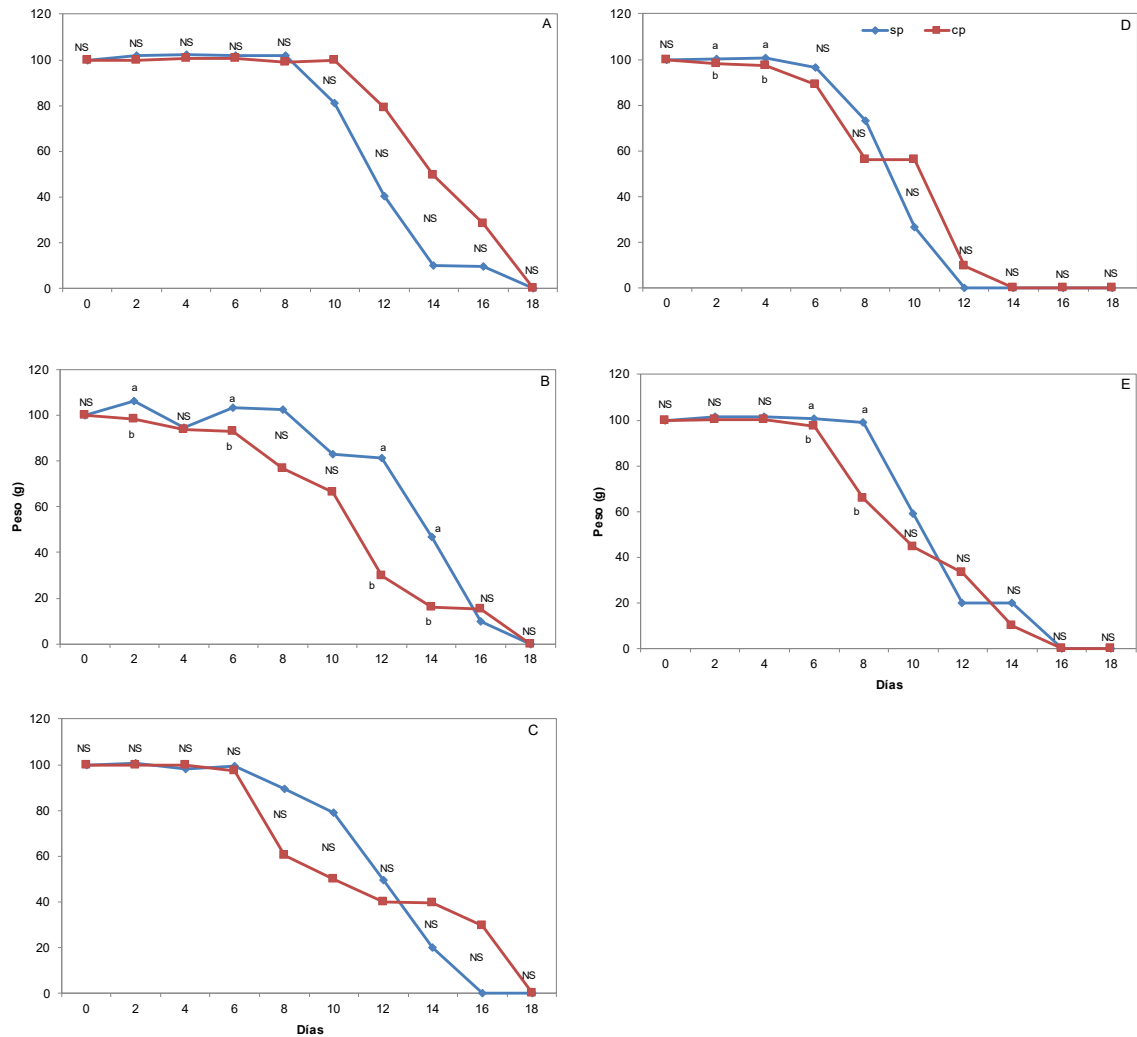 A
120
100
80
60
40
20
0
NS NS NS NS NS NS NS NS NS NS
0 2 4 6 8 10 12 14 16 18
D
sp cp
120
100
80
60
40
20
0
NS a a NS NS NS NS NS NS NS
b b
0 2 4 6 8 10 12 14 16 18
B
Peso (g)
120
100
80
60
40
20
0
NS a NS a NS NS a a NS NS
b b b b
0 2 4 6 8 10 12 14 16 18
E
Peso (g)
120
100
80
60
40
20
0
NS NS NS a a NS NS NS NS NS
b b
0 2 4 6 8 10 12 14 16 18
Días
C
120
100
80
60
40
20
0
NS NS NS NS NS NS NS NS NS NS
0 2 4 6 8 10 12 14 16 18
Días